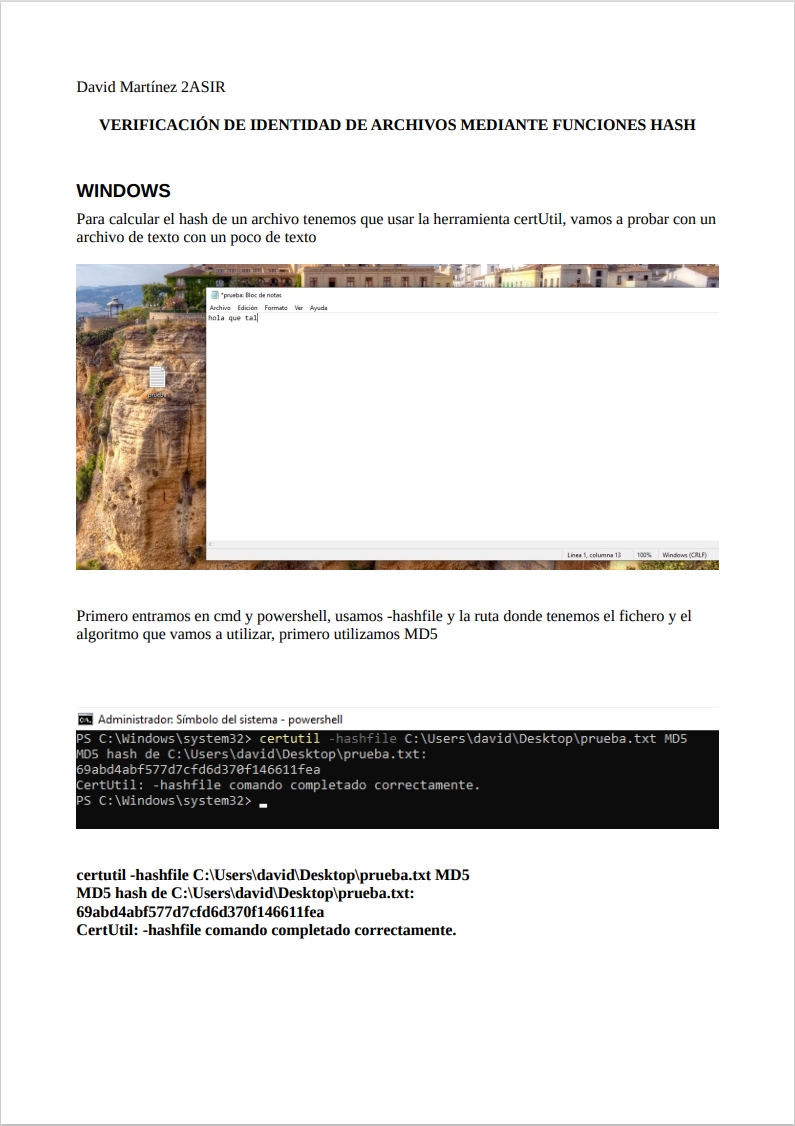 David Martínez 2ASIR
VERIFICACIÓN DE IDENTIDAD DE ARCHIVOS MEDIANTE FUNCIONES HASH
WINDOWS
Para calcular el hash de un archivo tenemos que usar la herramienta certUtil, vamos a probar con un
archivo de texto con un poco de texto
*prueba: Bloc de notas
Archivo Edición Formato Ver Ayuda
hola que tal
prueba
Línea 1, columna 13 100% Windows (CRLF)
Primero entramos en cmd y powershell, usamos -hashfile y la ruta donde tenemos el fichero y el
algoritmo que vamos a utilizar, primero utilizamos MD5
Administrador: Símbolo del sistema - powershell
PS C:\Windows\system32> certutil -hashfile C:\Users\david\Desktop\prueba.txt MD5
MD5 hash de C:\Users\david\Desktop\prueba.txt:
69abd4abf577d7cfd6d370f146611fea
CertUtil: -hashfile comando completado correctamente.
PS C:\Windows\system32>
certutil -hashfile C:\Users\david\Desktop\prueba.txt MD5
MD5 hash de C:\Users\david\Desktop\prueba.txt:
69abd4abf577d7cfd6d370f146611fea
CertUtil: -hashfile comando completado correctamente.